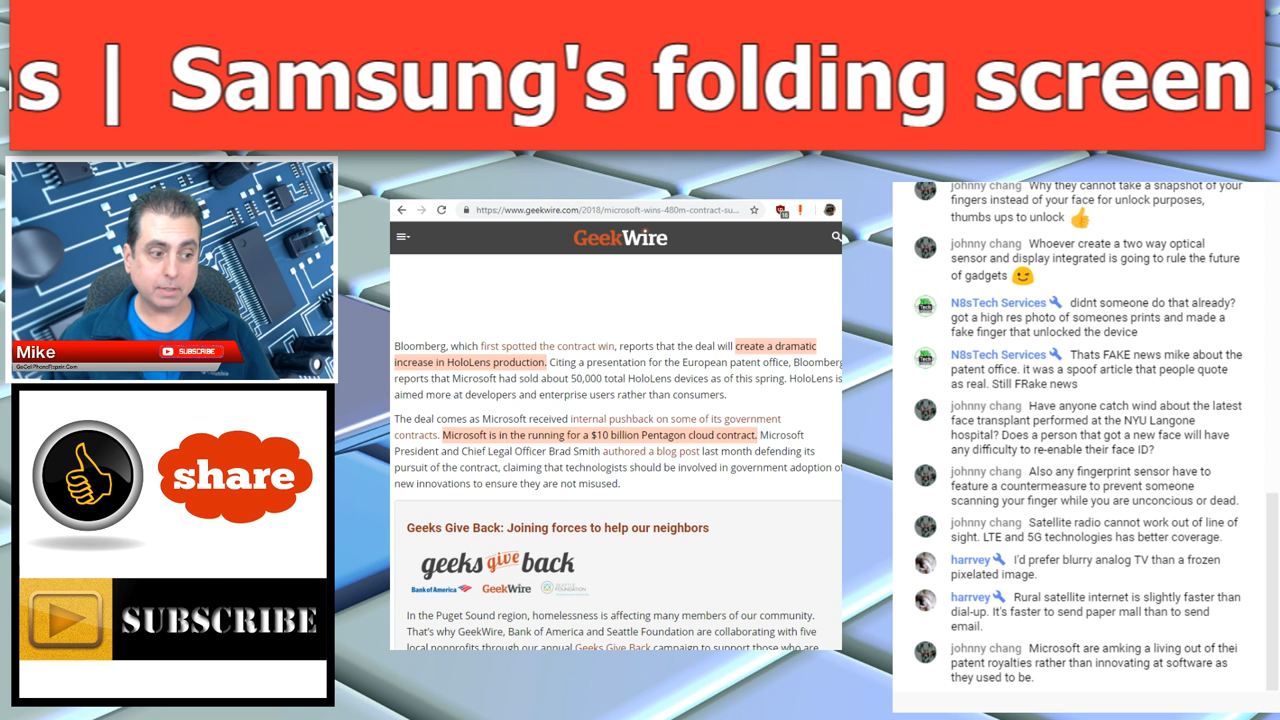 s | Samsung's folding screen
Mike
SUBSCRIBE
GoCellPhoneRepair.Com
share
SUBSCRIBE
https://www.geekwire.com/2018/microsoft-wins-480m-contract-su...
GeekWire
Bloomberg, which first spotted the contract win, reports that the deal will create a dramatic
increase in HoloLens production. Citing a presentation for the European patent office, Bloomberg
reports that Microsoft had sold about 50,000 total HoloLens devices as of this spring. HoloLens is
aimed more at developers and enterprise users rather than consumers.
The deal comes as Microsoft received internal pushback on some of its government
contracts. Microsoft is in the running for a $10 billion Pentagon cloud contract. Microsoft
President and Chief Legal Officer Brad Smith authored a blog post last month defending its
pursuit of the contract, claiming that technologists should be involved in government adoption of
new innovations to ensure they are not misused.
Geeks Give Back: Joining forces to help our neighbors
geeks give back
Bank of America GeekWire SEATTLE FOUNDATION
In the Puget Sound region, homelessness is affecting many members of our community.
That's why GeekWire, Bank of America and Seattle Foundation are collaborating with five
local nonprofits through our annual Geeks Give Back campaign to support those who are
johnny chang Why they cannot take a snapshot of your
fingers instead of your face for unlock purposes,
thumbs ups to unlock 👍
johnny chang Whoever create a two way optical
sensor and display integrated is going to rule the future
of gadgets 😉
N8sTech Services didnt someone do that already?
got a high res photo of someones prints and made a
fake finger that unlocked the device
N8sTech Services Thats FAKE news mike about the
patent office. it was a spoof article that people quote
as real. Still FRake news
johnny chang Have anyone catch wind about the latest
face transplant performed at the NYU Langone
hospital? Does a person that got a new face will have
any difficulty to re-enable their face ID?
johnny chang Also any fingerprint sensor have to
feature a countermeasure to prevent someone
scanning your finger while you are unconcious or dead.
johnny chang Satellite radio cannot work out of line of
sight. LTE and 5G technologies has better coverage.
harrvey I'd prefer blurry analog TV than a frozen
pixelated image.
harrvey Rural satellite internet is slightly faster than
dial-up. It's faster to send paper mall than to send
email.
johnny chang Microsoft are amking a living out of thei
patent royalties rather than innovating at software as
they used to be.